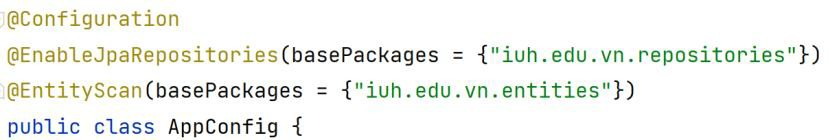 @Configuration
@EnableJpaRepositories(basePackages = {"iuh.edu.vn.repositories"})
@EntityScan(basePackages = {"iuh.edu.vn.entities"})
public class AppConfig {